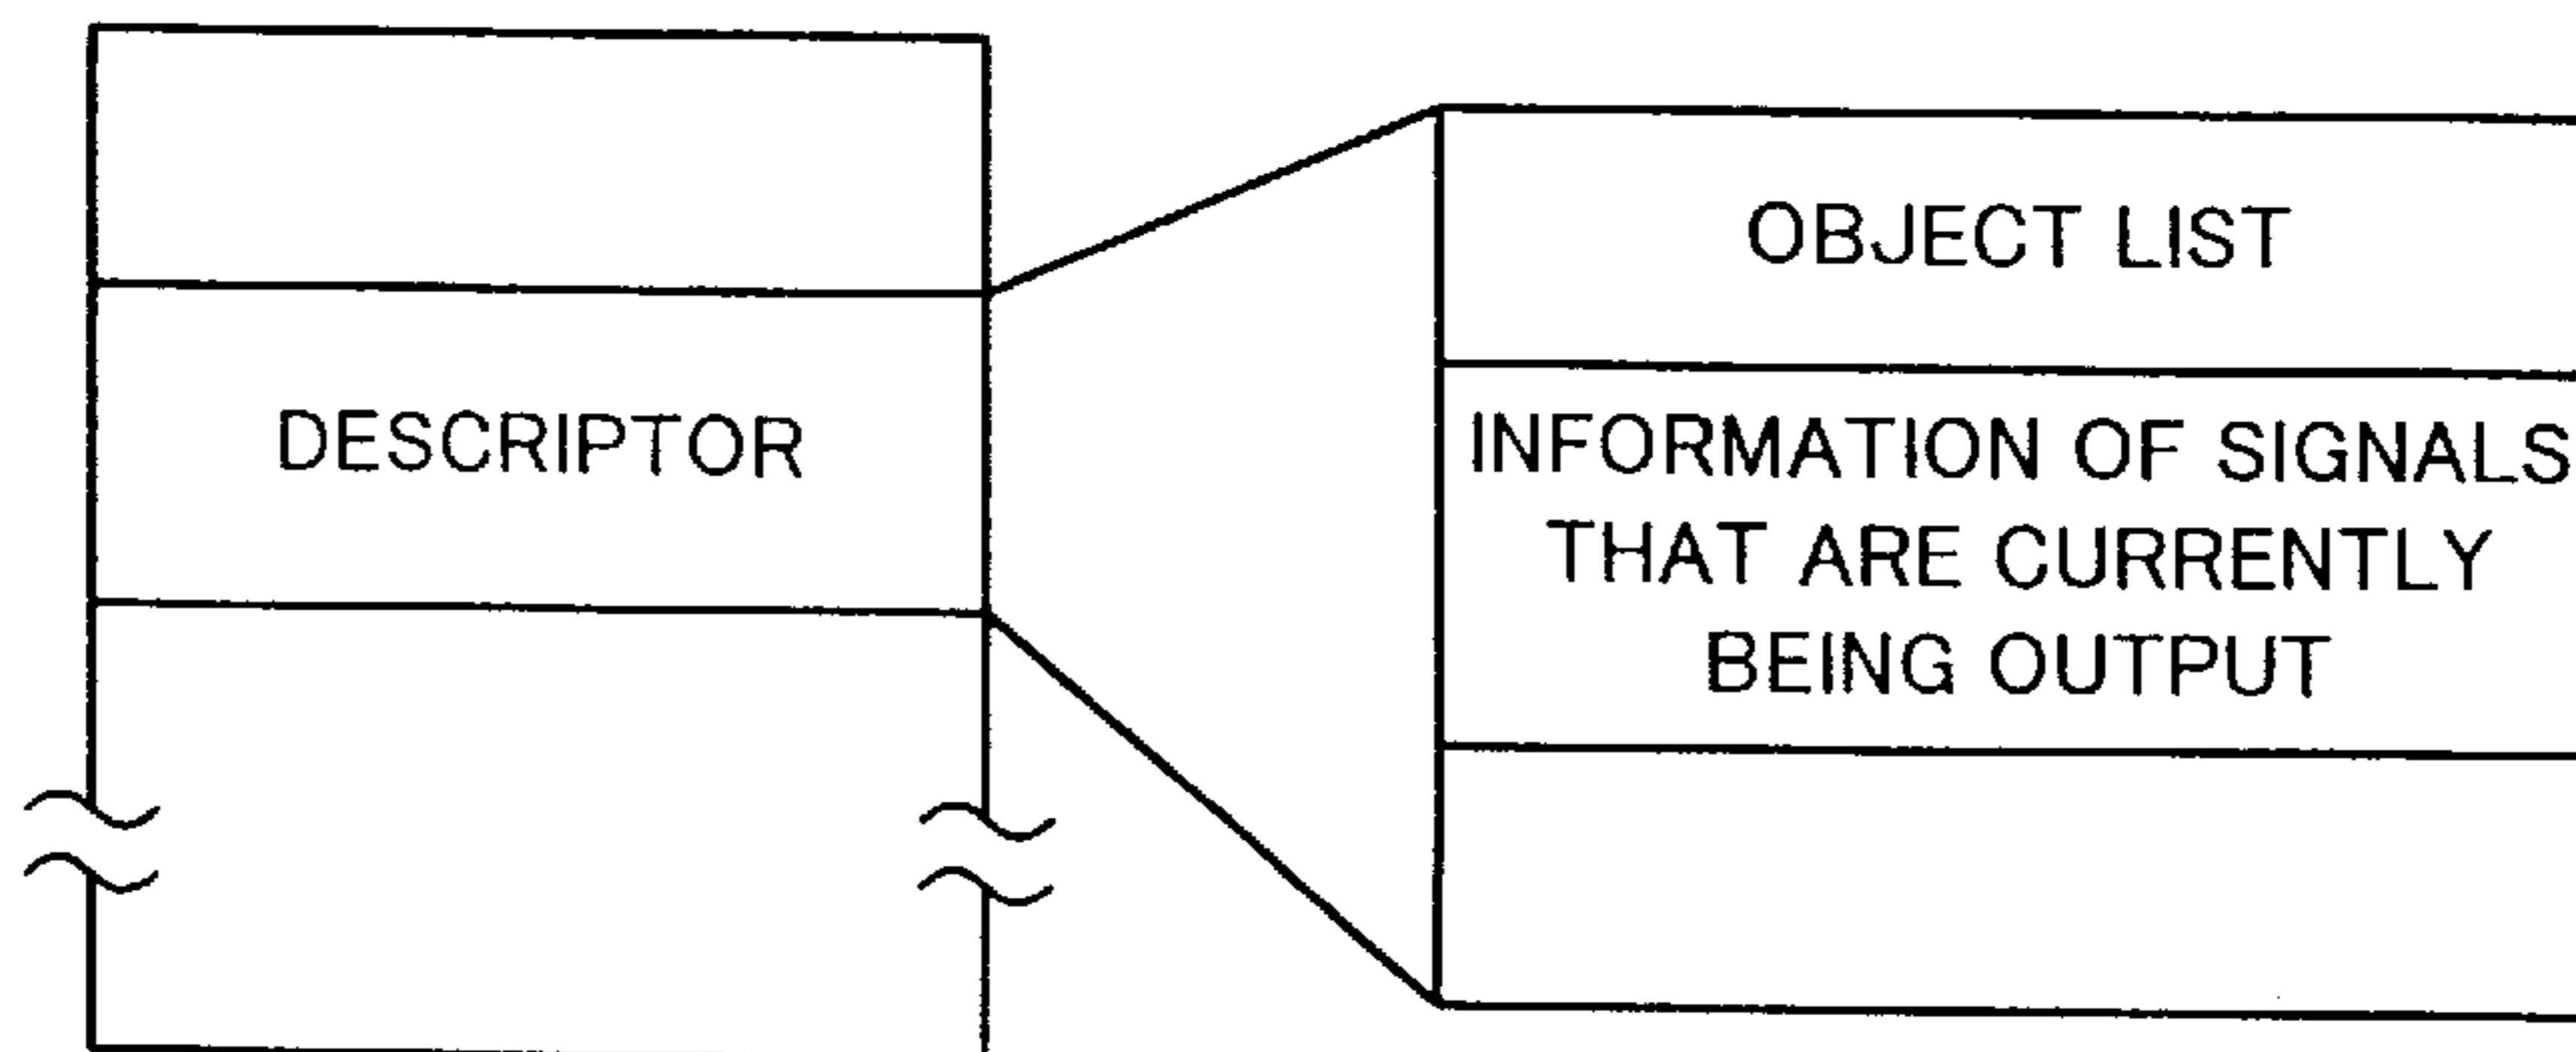 DESCRIPTOR
OBJECT LIST
INFORMATION OF SIGNALS
THAT ARE CURRENTLY
BEING OUTPUT